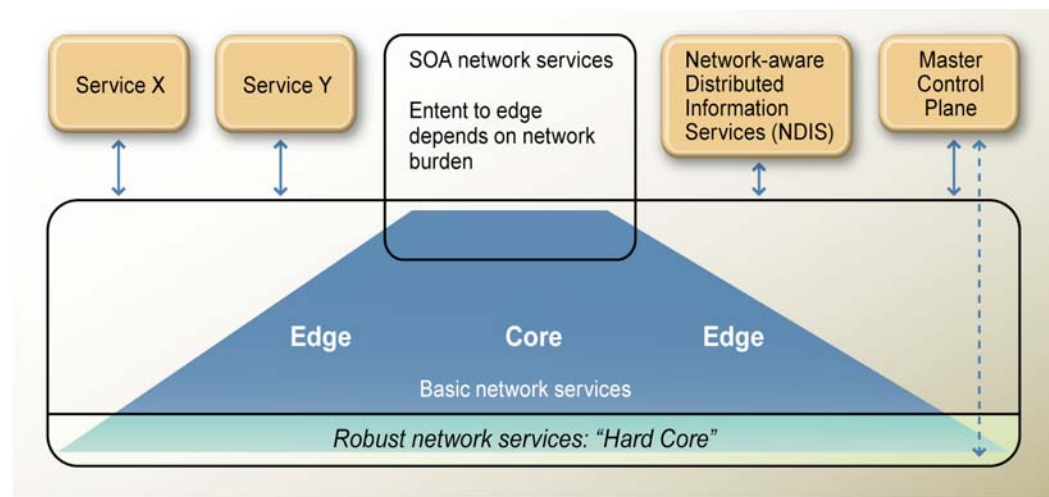 Service X
Service Y
SOA network services
Entent to edge
depends on network
burden
Network-aware
Distributed
Information
Services (NDIS)
Master
Control
Plane
Edge
Core
Edge
Basic network services
Robust network services: “Hard Core”